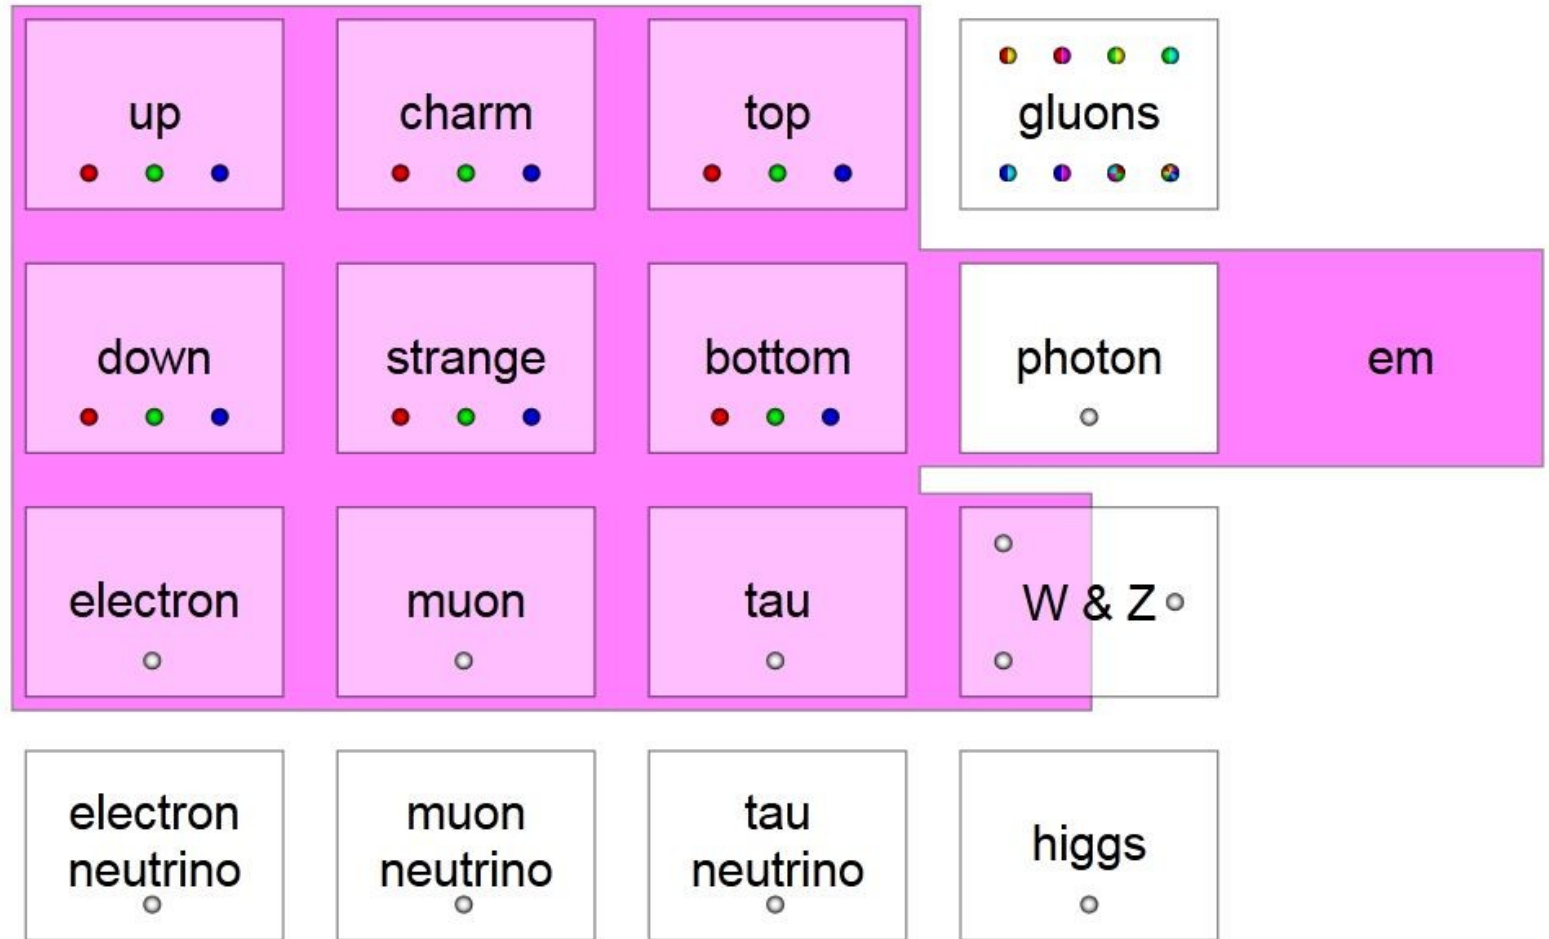 up
charm
top
gluons
down
strange
bottom
photon
em
electron
muon
tau
W & Z
electron
neutrino
muon
neutrino
tau
neutrino
higgs